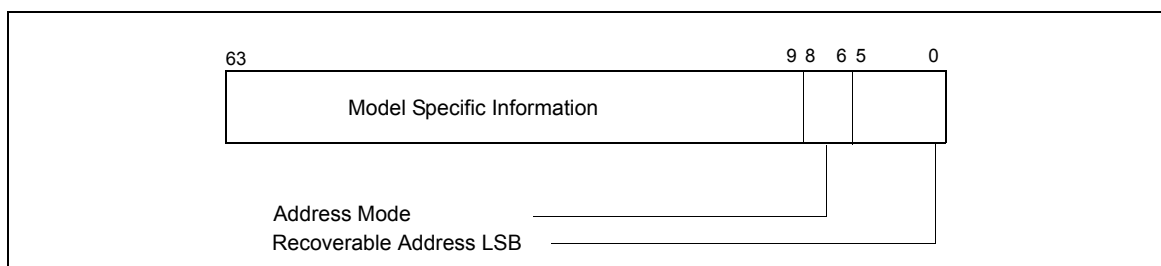 63 9 8 6 5 0
Model Specific Information
Address Mode
Recoverable Address LSB